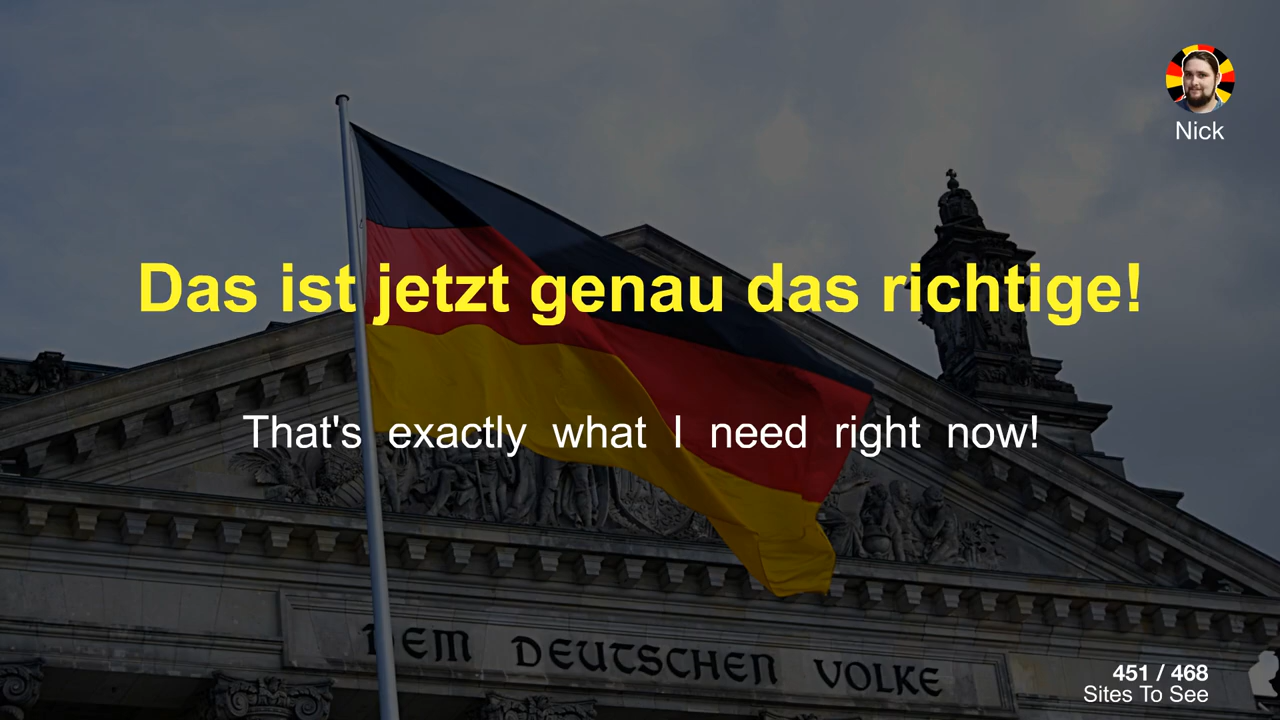 Nick
Das ist jetzt genau das richtige!
That's exactly what I need right now!
DEM DEUTSCHEN VOLKE
451 / 468
Sites To See